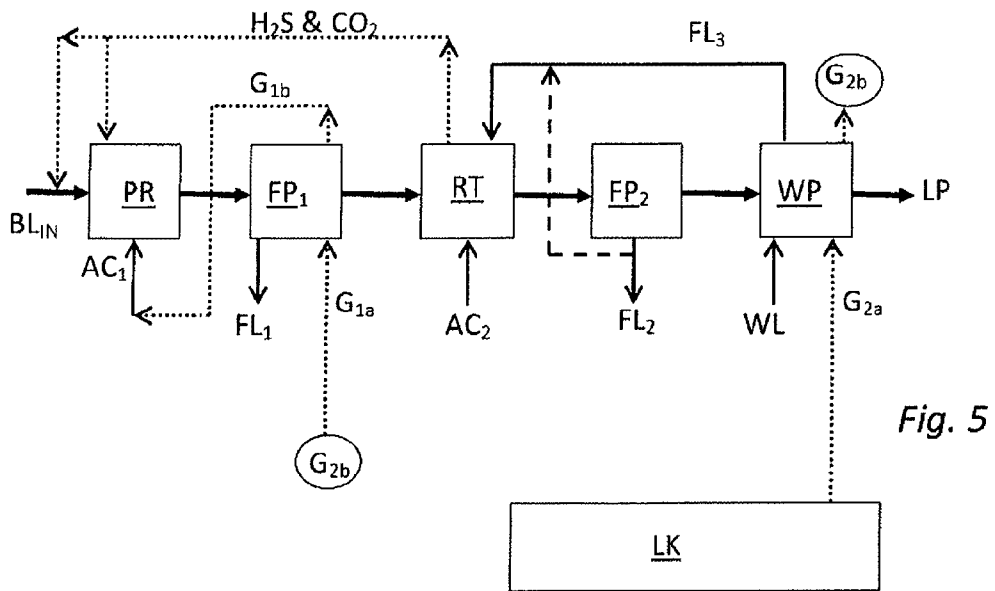 H₂S & CO₂
FL₃
G₂b
G₁b
PR
FP₁
RT
FP₂
WP
LP
BL_IN
AC₁
FL₁
G₁a
AC₂
FL₂
WL
G₂a
Fig. 5
G₂b
LK